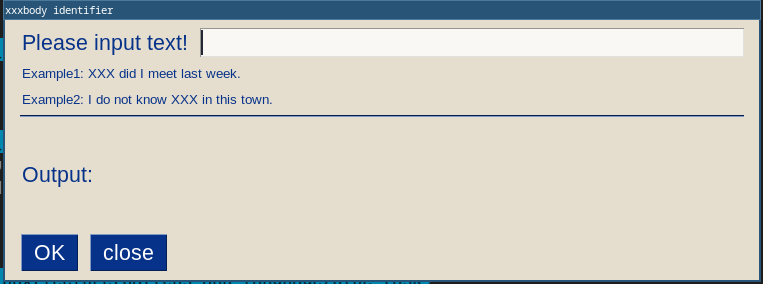 xxxbody identifier
Please input text!
Example1: XXX did I meet last week.
Example2: I do not know XXX in this town.
Output:
OK close